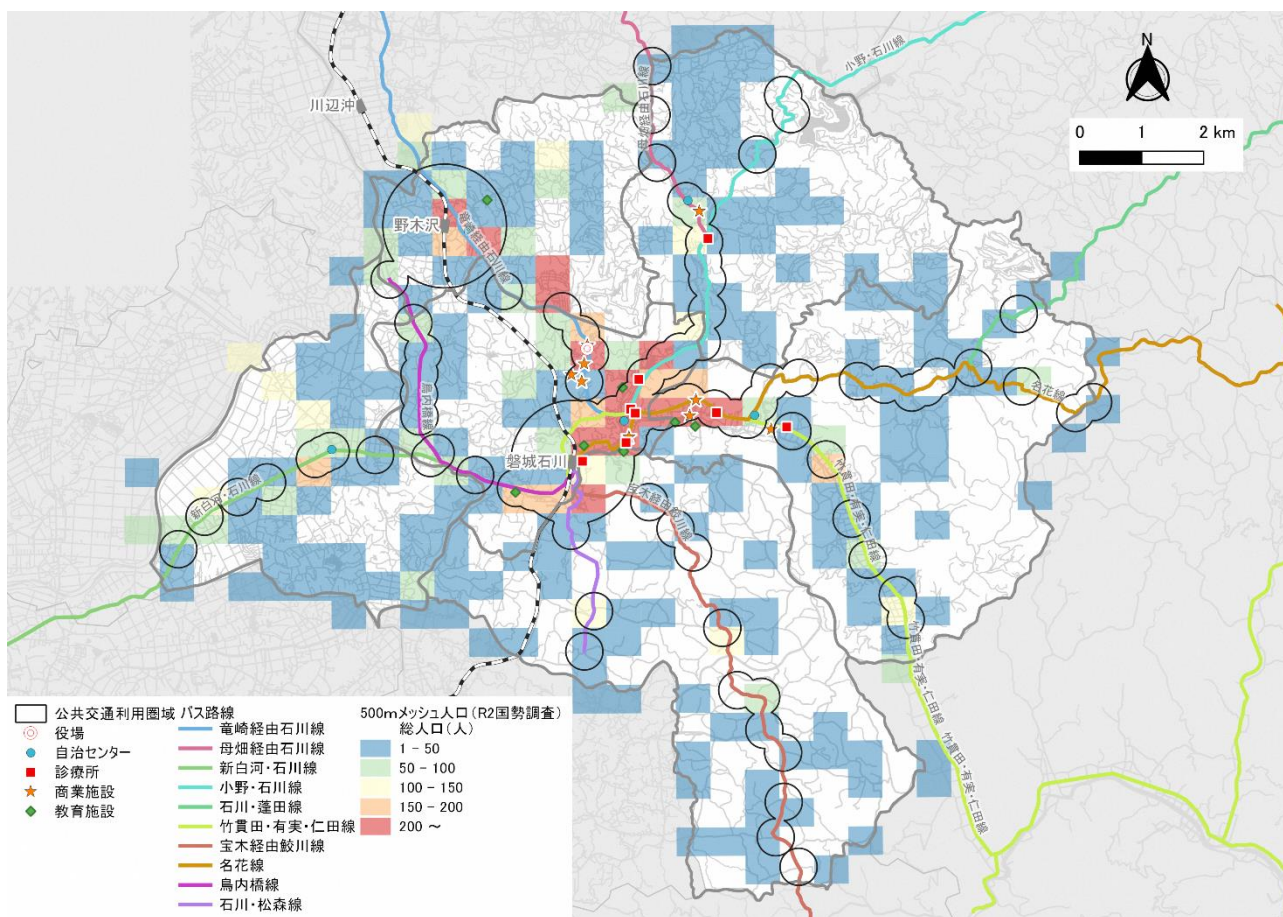 小野・石川線
N
母畑経由石川線
川辺沖
0 1 2 km
野木沢
竜崎経由石川線
鳥内橋線
名花線
磐城石川
新白河・石川線
宝木経由鮫川線
竹貫田・有実・仁田線
竹貫田・有実・仁田線
竹貫田・有実・仁田線
公共交通利用圏域
役場
自治センター
診療所
商業施設
教育施設
バス路線
竜崎経由石川線
母畑経由石川線
新白河・石川線
小野・石川線
石川・蓬田線
竹貫田・有実・仁田線
宝木経由鮫川線
名花線
鳥内橋線
石川・松森線
500mメッシュ人口(R2国勢調査)
総人口(人)
1 - 50
50 - 100
100 - 150
150 - 200
200 ～